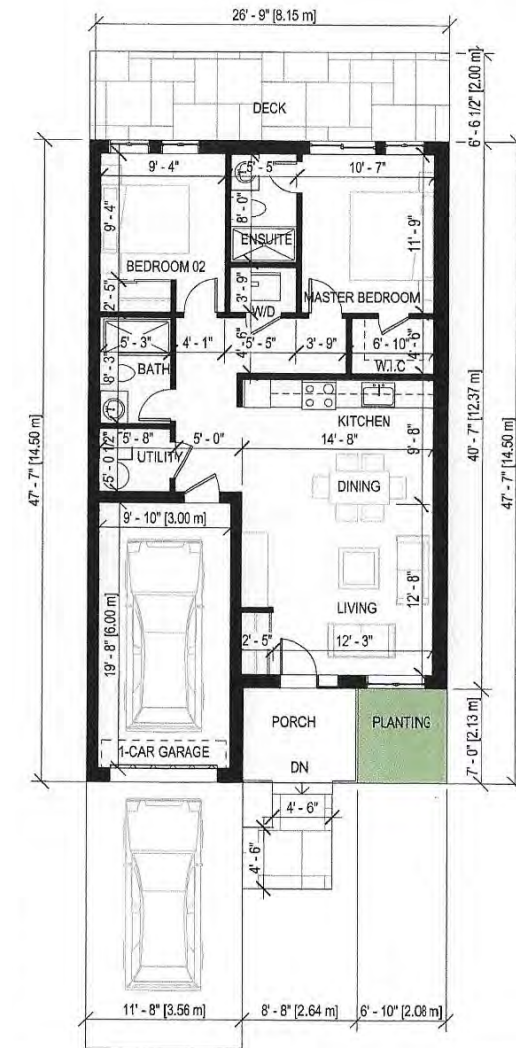 26' - 9" [8.15 m]
6' - 6 1/2" [2.00 m]
DECK
9' - 4"
5' - 5"
10' - 7"
9' - 4"
8' - 0"
11' - 9"
ENSUITE
BEDROOM 02
2' - 5"
3' - 9"
W/D
MASTER BEDROOM
5' - 3"
4' - 1"
4' - 6"
5' - 5"
3' - 9"
6' - 10"
4' - 6"
W.I.C
8' - 3"
BATH
KITCHEN
9' - 8"
5' - 8"
5' - 0"
14' - 8"
UTILITY
5' - 0 1/2"
DINING
47' - 7" [14.50 m]
40' - 7" [12.37 m]
47' - 7" [14.50 m]
9' - 10" [3.00 m]
19' - 8" [6.00 m]
LIVING
12' - 8"
2' - 5"
12' - 3"
PORCH
PLANTING
7' - 0" [2.13 m]
1-CAR GARAGE
DN
4' - 6"
4' - 6"
11' - 8" [3.56 m]
8' - 8" [2.64 m]
6' - 10" [2.08 m]